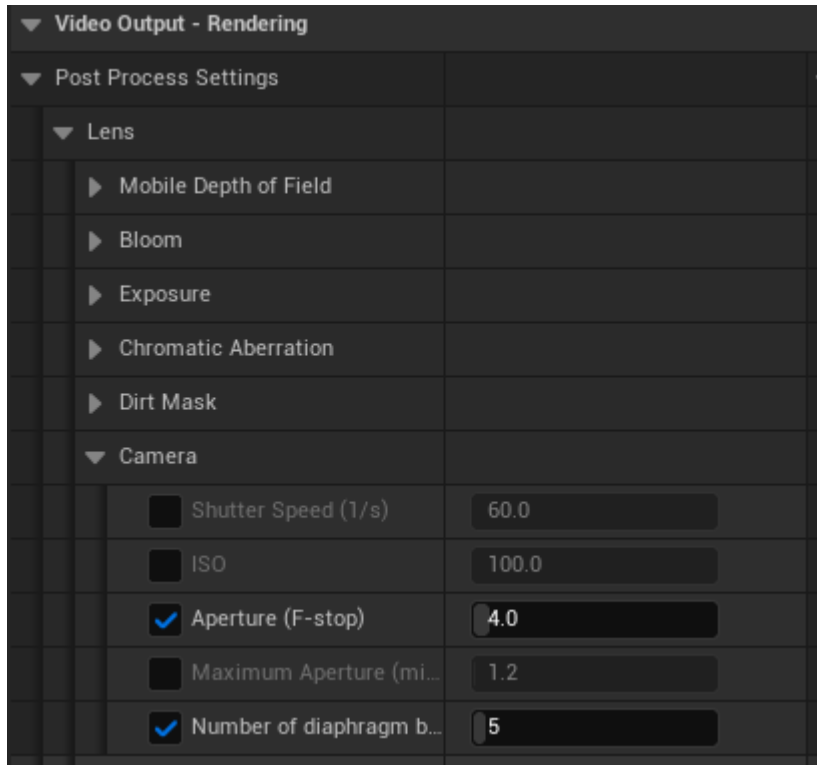 Video Output - Rendering
Post Process Settings
Lens
Mobile Depth of Field
Bloom
Exposure
Chromatic Aberration
Dirt Mask
Camera
Shutter Speed (1/s) 60.0
ISO 100.0
Aperture (F-stop) 4.0
Maximum Aperture (mi... 1.2
Number of diaphragm b... 5